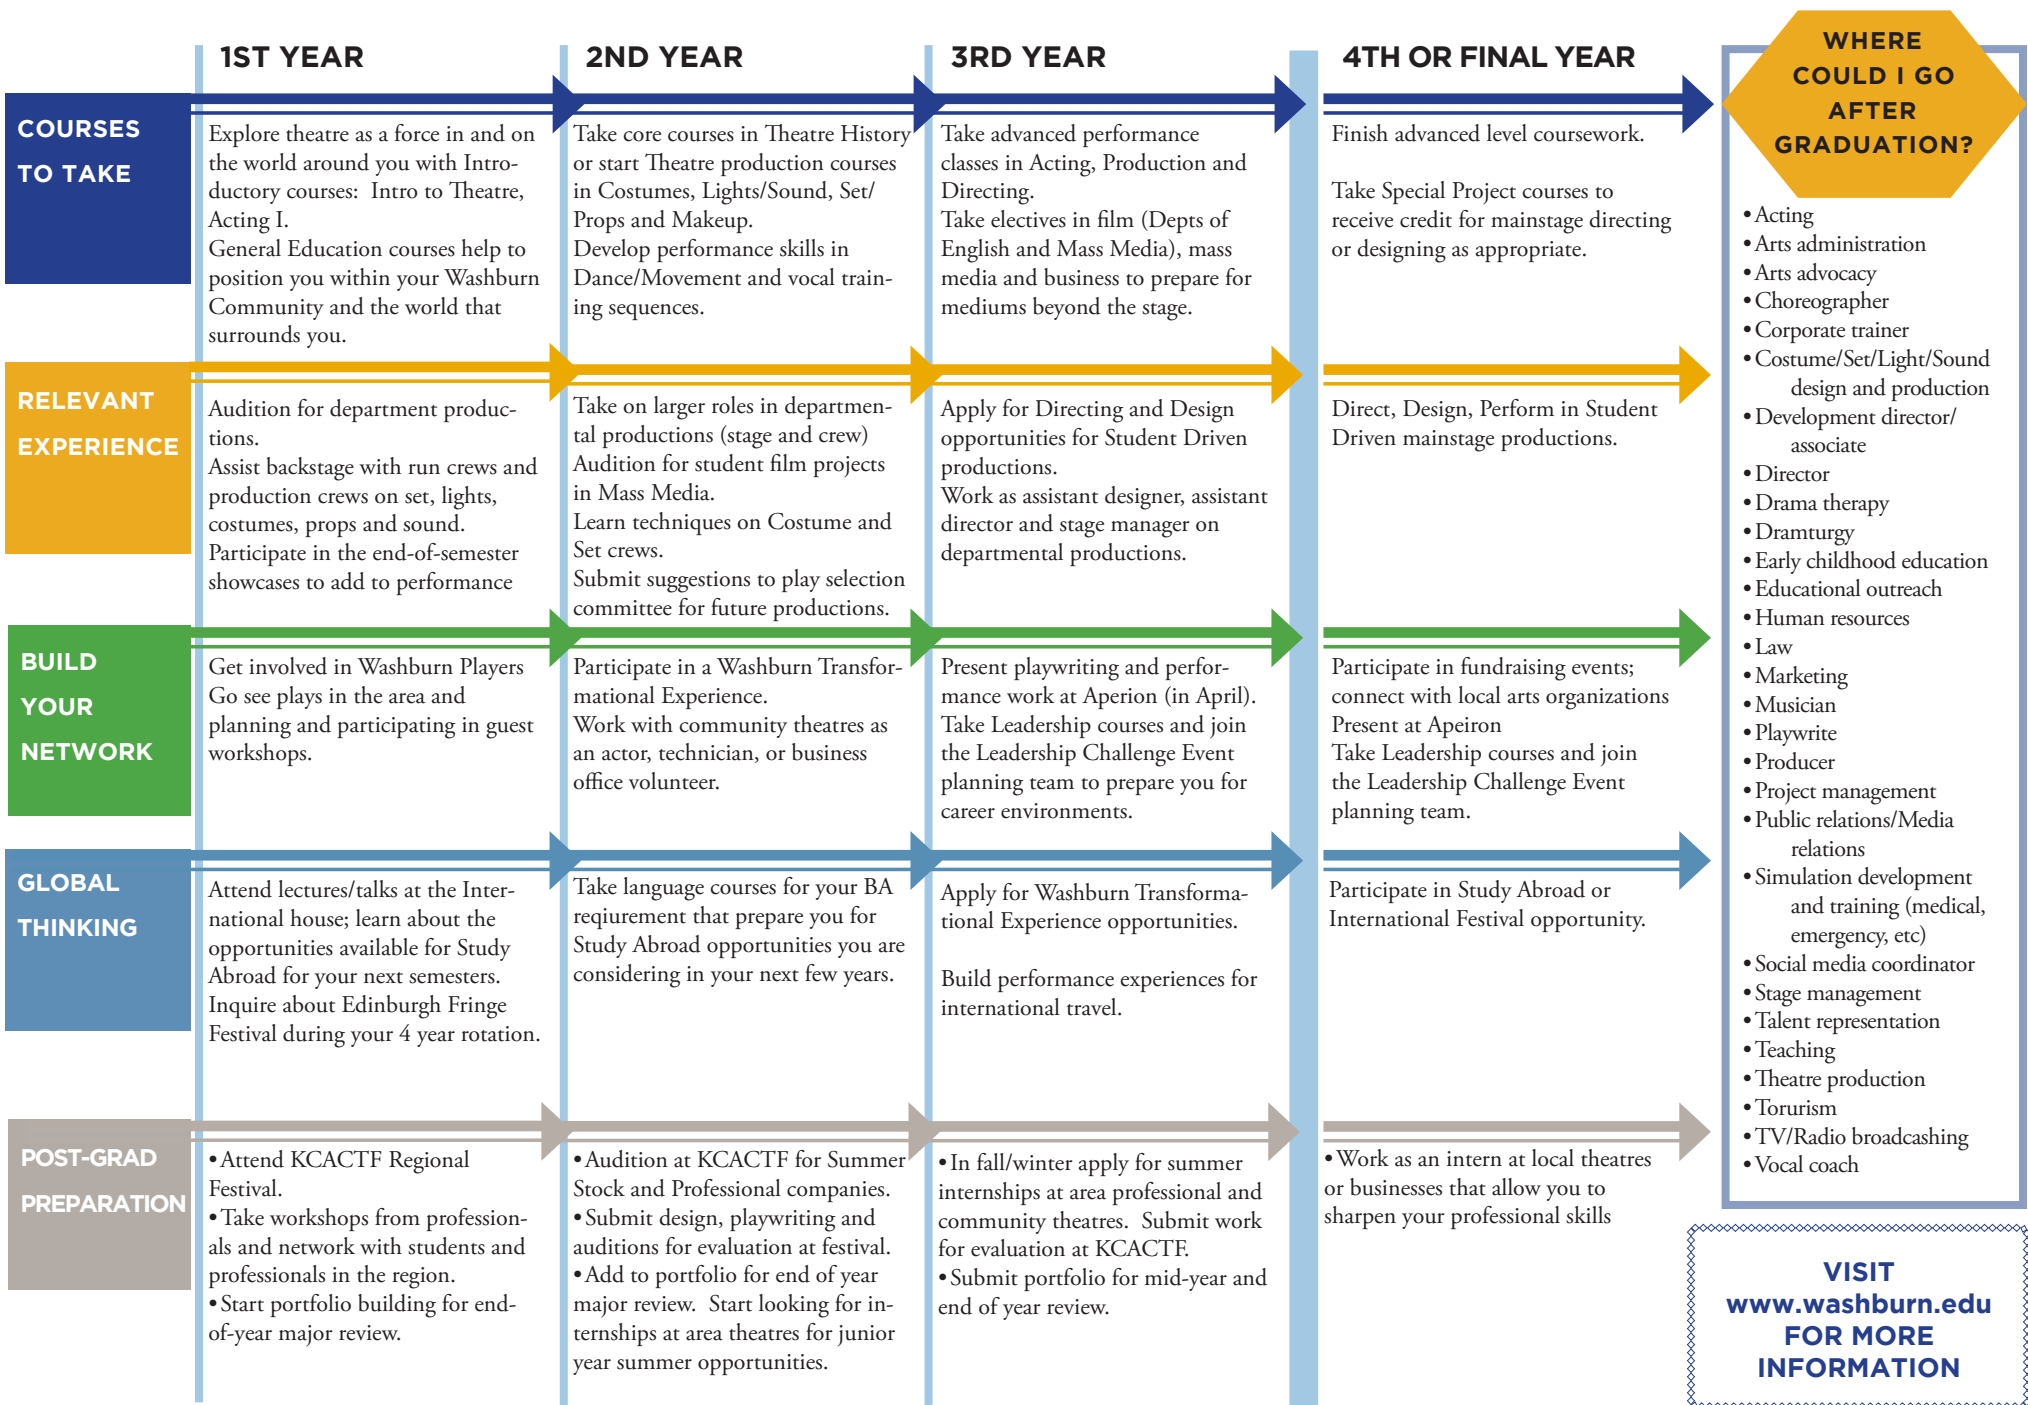 1ST YEAR
2ND YEAR
3RD YEAR
4TH OR FINAL YEAR
COURSES
TO TAKE
Explore theatre as a force in and on
the world around you with Intro-
ductory courses:  Intro to Theatre,
Acting I.
General Education courses help to
position you within your Washburn
Community and the world that
surrounds you.
Take core courses in Theatre History
or start Theatre production courses
in Costumes, Lights/Sound, Set/
Props and Makeup.
Develop performance skills in
Dance/Movement and vocal train-
ing sequences.
Take advanced performance
classes in Acting, Production and
Directing.
Take electives in film (Depts of
English and Mass Media), mass
media and business to prepare for
mediums beyond the stage.
Finish advanced level coursework.
Take Special Project courses to
receive credit for mainstage directing
or designing as appropriate.
RELEVANT
EXPERIENCE
Audition for department produc-
tions.
Assist backstage with run crews and
production crews on set, lights,
costumes, props and sound.
Participate in the end-of-semester
showcases to add to performance
Take on larger roles in departmen-
tal productions (stage and crew)
Audition for student film projects
in Mass Media.
Learn techniques on Costume and
Set crews.
Submit suggestions to play selection
committee for future productions.
Apply for Directing and Design
opportunities for Student Driven
productions.
Work as assistant designer, assistant
director and stage manager on
departmental productions.
Direct, Design, Perform in Student
Driven mainstage productions.
BUILD
YOUR
NETWORK
Get involved in Washburn Players
Go see plays in the area and
planning and participating in guest
workshops.
Participate in a Washburn Transfor-
mational Experience.
Work with community theatres as
an actor, technician, or business
office volunteer.
Present playwriting and perfor-
mance work at Aperion (in April).
Take Leadership courses and join
the Leadership Challenge Event
planning team to prepare you for
career environments.
Participate in fundraising events;
connect with local arts organizations
Present at Apeiron
Take Leadership courses and join
the Leadership Challenge Event
planning team.
GLOBAL
THINKING
Attend lectures/talks at the Inter-
national house; learn about the
opportunities available for Study
Abroad for your next semesters.
Inquire about Edinburgh Fringe
Festival during your 4 year rotation.
Take language courses for your BA
reqiurement that prepare you for
Study Abroad opportunities you are
considering in your next few years.
Apply for Washburn Transforma-
tional Experience opportunities.
Build performance experiences for
international travel.
Participate in Study Abroad or
International Festival opportunity.
POST-GRAD
PREPARATION
•Attend KCACTF Regional
Festival.
•Take workshops from profession-
als and network with students and
professionals in the region.
•Start portfolio building for end-
of-year major review.
•Audition at KCACTF for Summer
Stock and Professional companies.
•Submit design, playwriting and
auditions for evaluation at festival.
•Add to portfolio for end of year
major review.  Start looking for in-
ternships at area theatres for junior
year summer opportunities.
•In fall/winter apply for summer
internships at area professional and
community theatres.  Submit work
for evaluation at KCACTF.
•Submit portfolio for mid-year and
end of year review.
•Work as an intern at local theatres
or businesses that allow you to
sharpen your professional skills
WHERE
COULD I GO
AFTER
GRADUATION?
•Acting
•Arts administration
•Arts advocacy
•Choreographer
•Corporate trainer
•Costume/Set/Light/Sound
design and production
•Development director/
associate
•Director
•Drama therapy
•Dramturgy
•Early childhood education
•Educational outreach
•Human resources
•Law
•Marketing
•Musician
•Playwrite
•Producer
•Project management
•Public relations/Media
relations
•Simulation development
and training (medical,
emergency, etc)
•Social media coordinator
•Stage management
•Talent representation
•Teaching
•Theatre production
•Torurism
•TV/Radio broadcashing
•Vocal coach
VISIT
www.washburn.edu
FOR MORE
INFORMATION